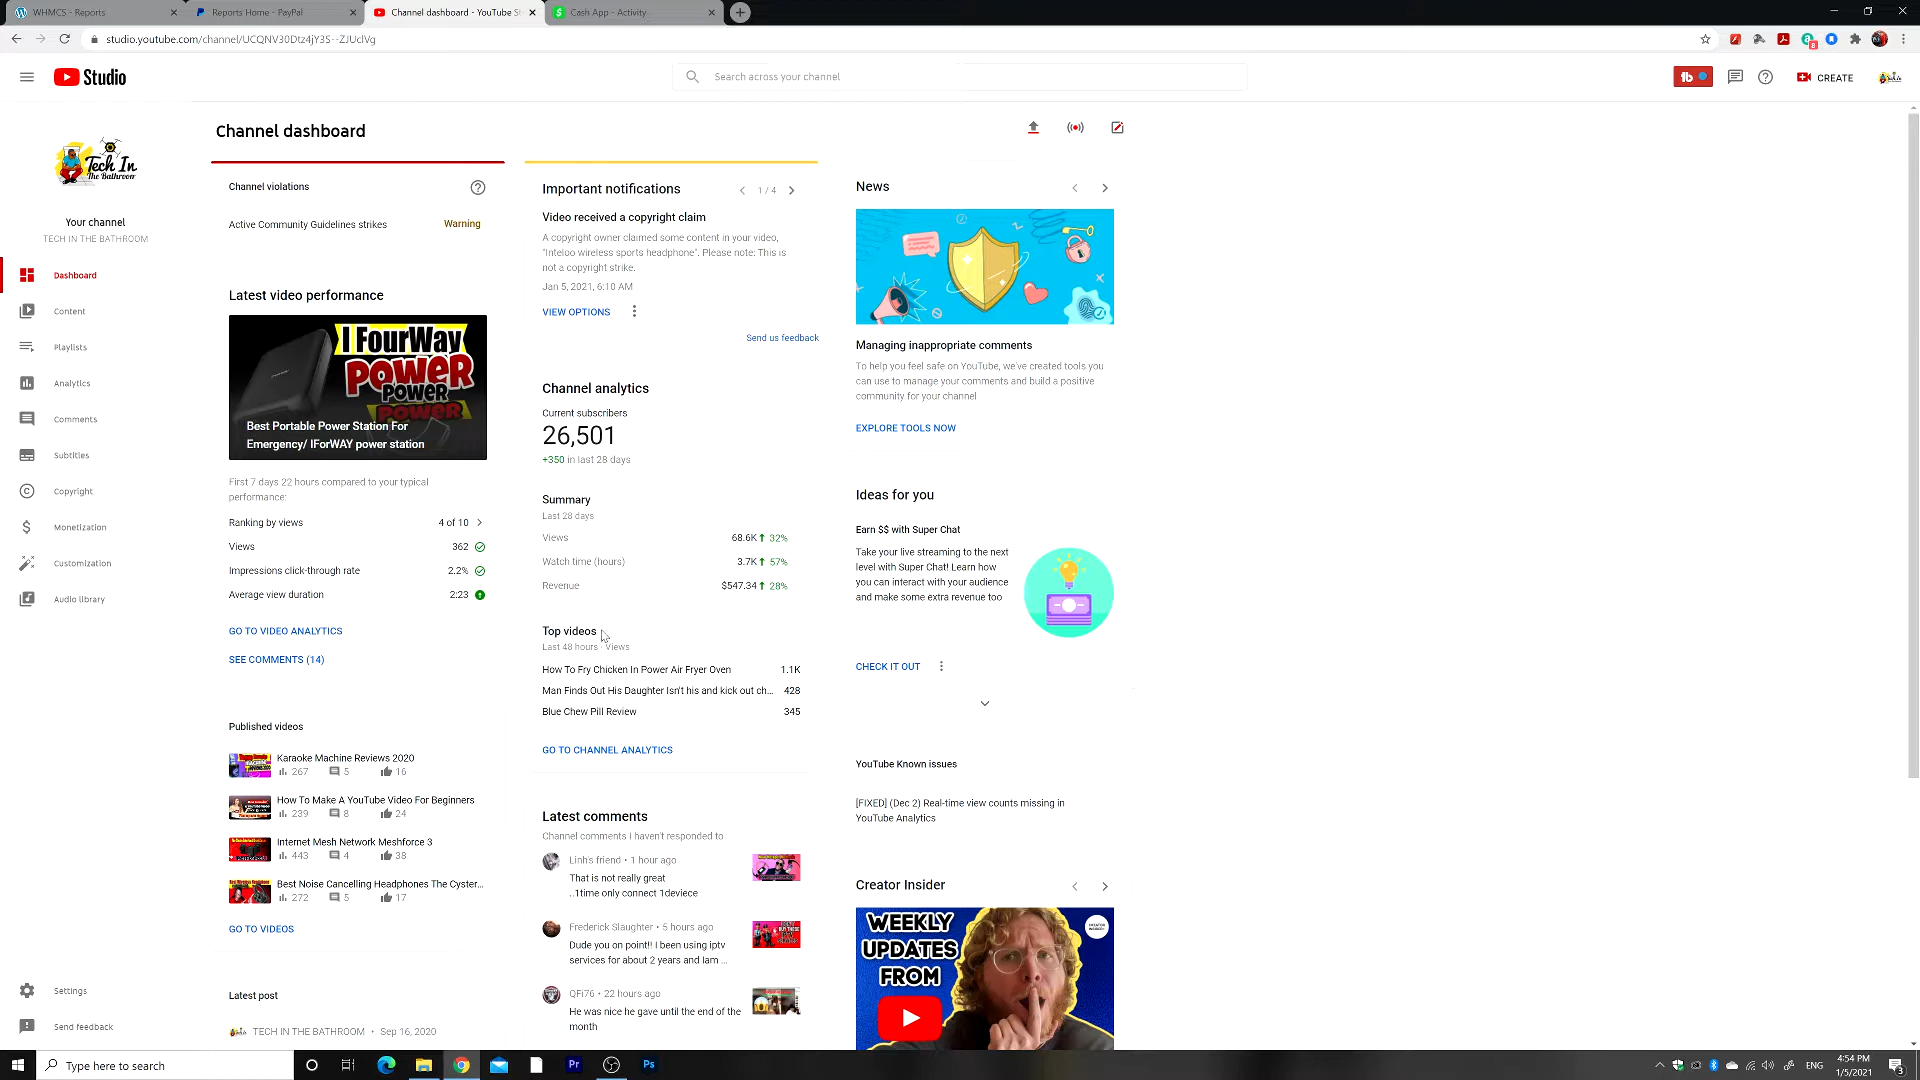 WHMCS - Reports
Reports Home - PayPal
Channel dashboard - YouTube St
Cash App - Activity
studio.youtube.com/channel/UCQNV30Dtz4jY3S--ZJUclVg
Studio
Search across your channel
CREATE
Tech In
The Bathroom
Your channel
TECH IN THE BATHROOM
Dashboard
Content
Playlists
Analytics
Comments
Subtitles
Copyright
Monetization
Customization
Audio library
Settings
Send feedback
Channel dashboard
Channel violations
Active Community Guidelines strikes Warning
Latest video performance
I FourWay
POWER
POWER
POWER
Best Portable Power Station For
Emergency/ IForWAY power station
First 7 days 22 hours compared to your typical
performance:
Ranking by views 4 of 10
Views 362
Impressions click-through rate 2.2%
Average view duration 2:23
GO TO VIDEO ANALYTICS
SEE COMMENTS (14)
Published videos
Karaoke Machine Reviews 2020
267 5 16
How To Make A YouTube Video For Beginners
239 8 24
Internet Mesh Network Meshforce 3
443 4 38
Best Noise Cancelling Headphones The Cyster...
272 5 17
GO TO VIDEOS
Latest post
TECH IN THE BATHROOM • Sep 16, 2020
Important notifications 1 / 4
Video received a copyright claim
A copyright owner claimed some content in your video,
"Inteloo wireless sports headphone". Please note: This is
not a copyright strike.
Jan 5, 2021, 6:10 AM
VIEW OPTIONS
Send us feedback
Channel analytics
Current subscribers
26,501
+350 in last 28 days
Summary
Last 28 days
Views 68.6K 32%
Watch time (hours) 3.7K 57%
Revenue $547.34 28%
Top videos
Last 48 hours · Views
How To Fry Chicken In Power Air Fryer Oven 1.1K
Man Finds Out His Daughter Isn't his and kick out ch... 428
Blue Chew Pill Review 345
GO TO CHANNEL ANALYTICS
Latest comments
Channel comments I haven't responded to
Linh's friend • 1 hour ago
That is not really great
..1time only connect 1deviece
Frederick Slaughter • 5 hours ago
Dude you on point!! I been using iptv
services for about 2 years and Iam ...
QFi76 • 22 hours ago
He was nice he gave until the end of the
month
News
Managing inappropriate comments
To help you feel safe on YouTube, we've created tools you
can use to manage your comments and build a positive
community for your channel
EXPLORE TOOLS NOW
Ideas for you
Earn $$ with Super Chat
Take your live streaming to the next
level with Super Chat! Learn how
you can interact with your audience
and make some extra revenue too
CHECK IT OUT
YouTube Known issues
[FIXED] (Dec 2) Real-time view counts missing in
YouTube Analytics
Creator Insider
WEEKLY
UPDATES
FROM
Type here to search
Pr
Ps
ENG
4:54 PM
1/5/2021
3